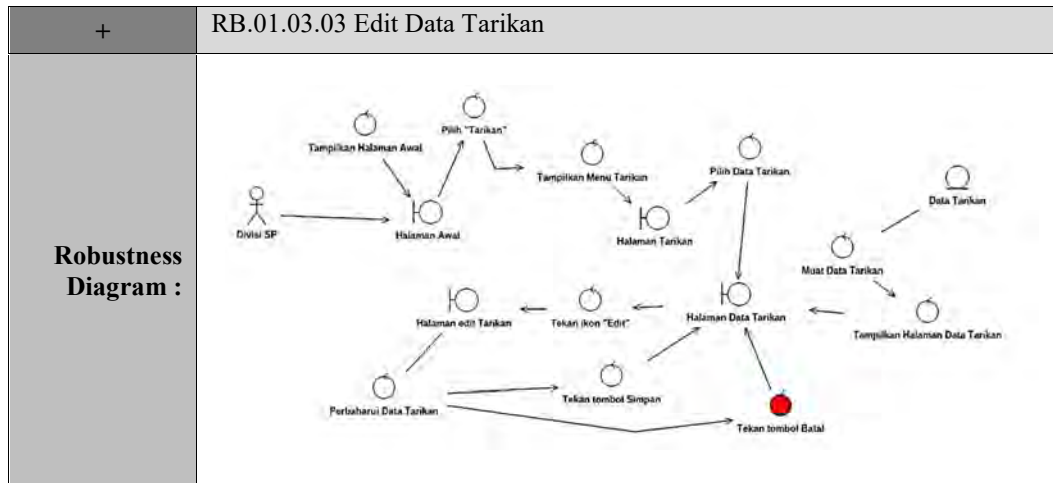 +
RB.01.03.03 Edit Data Tarikan
Robustness
Diagram :
Pilih "Tarikan"
Tampilkan Halaman Awal
Tampilkan Menu Tarikan
Pilih Data Tarikan
Data Tarikan
Divisi SP
Halaman Awal
Halaman Tarikan
Muat Data Tarikan
Halaman edit Tarikan
Tekan ikon "Edit"
Halaman Data Tarikan
Tampilkan Halaman Data Tarikan
Perbaharui Data Tarikan
Tekan tombol Simpan
Tekan tombol Batal